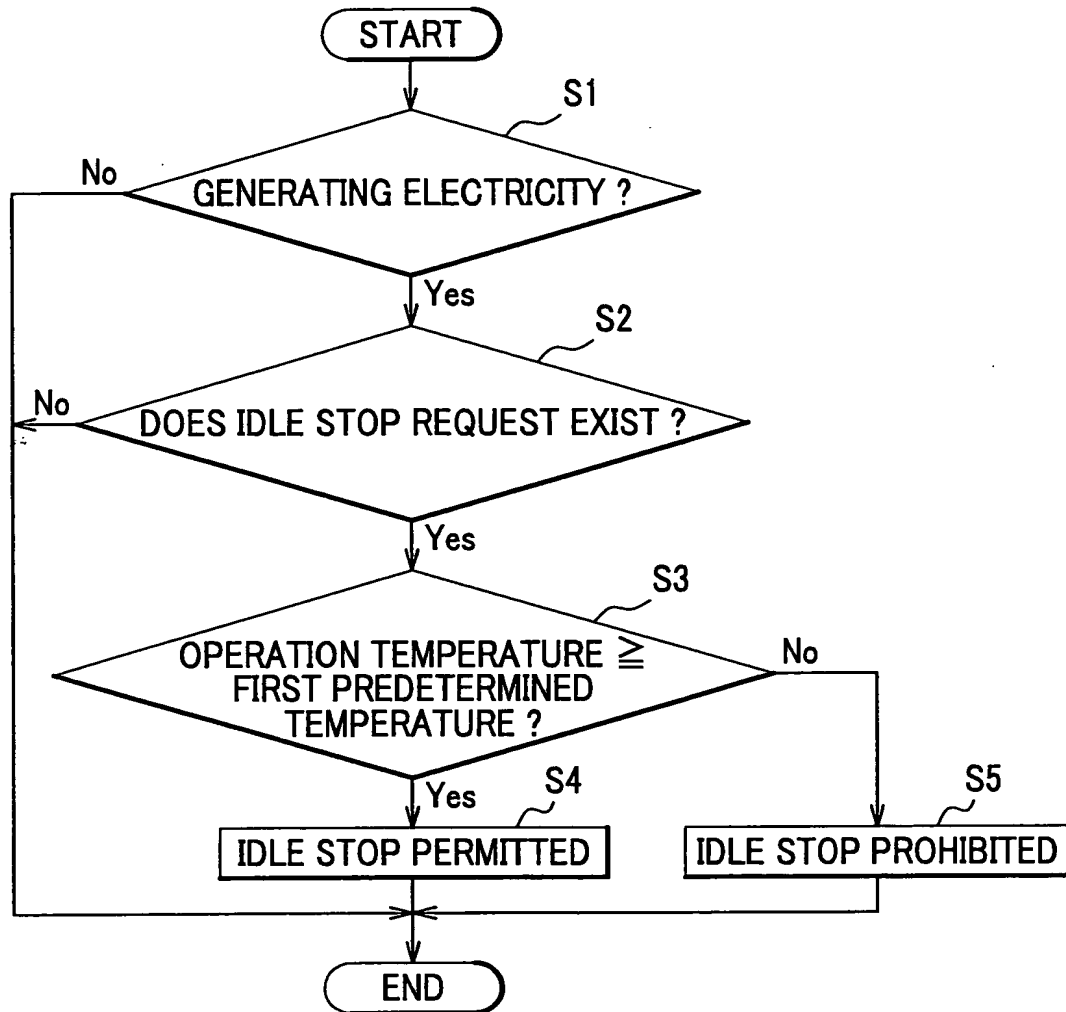 START
S1
No
GENERATING ELECTRICITY ?
Yes
S2
No
DOES IDLE STOP REQUEST EXIST ?
Yes
S3
OPERATION TEMPERATURE ≧
FIRST PREDETERMINED
TEMPERATURE ?
No
Yes
S4
S5
IDLE STOP PERMITTED
IDLE STOP PROHIBITED
END